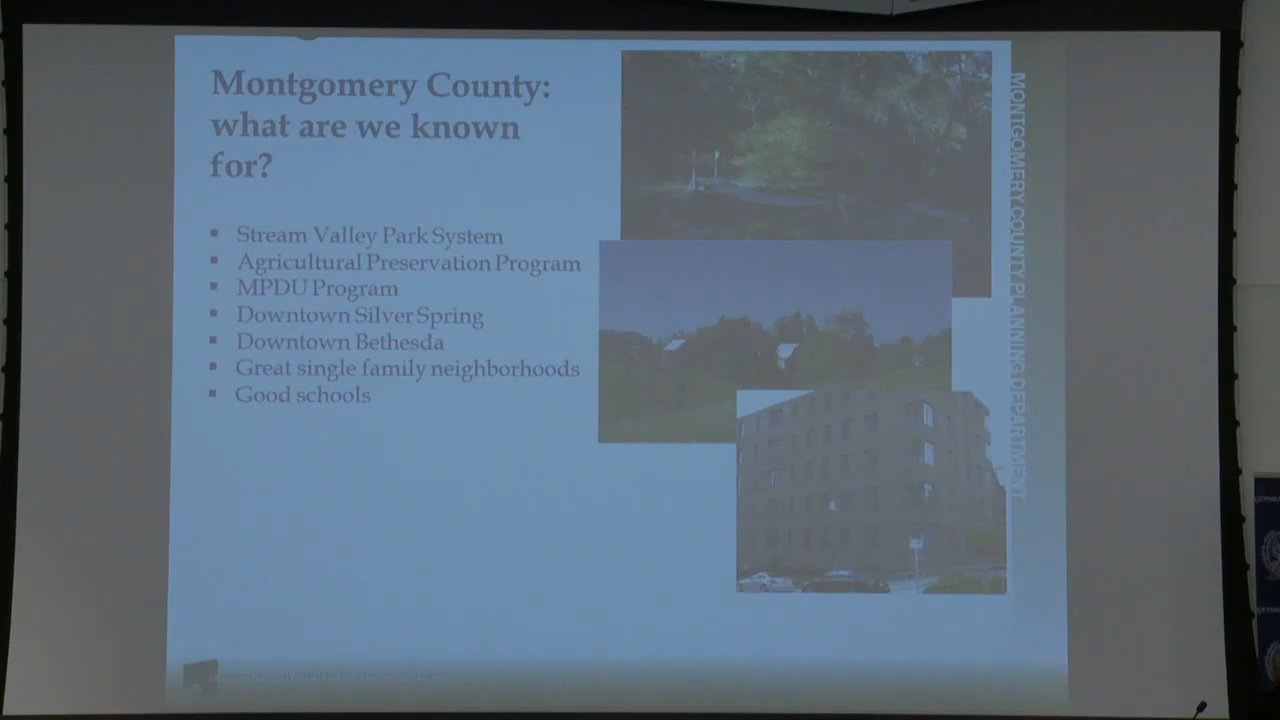 Montgomery County:
what are we known
for?
▪ Stream Valley Park System
▪ Agricultural Preservation Program
▪ MPDU Program
▪ Downtown Silver Spring
▪ Downtown Bethesda
▪ Great single family neighborhoods
▪ Good schools
MONTGOMERY COUNTY PLANNING DEPARTMENT